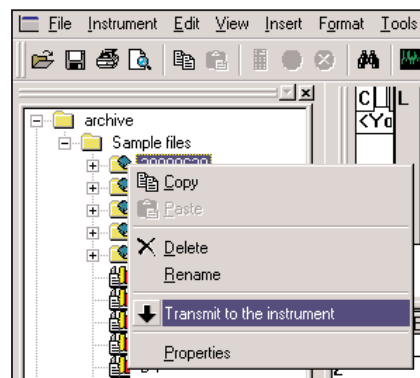 File Instrument Edit View Insert Format Tools
C L
<Yo
archive
Sample files
Copy
Paste
Delete
Rename
Transmit to the instrument
Properties